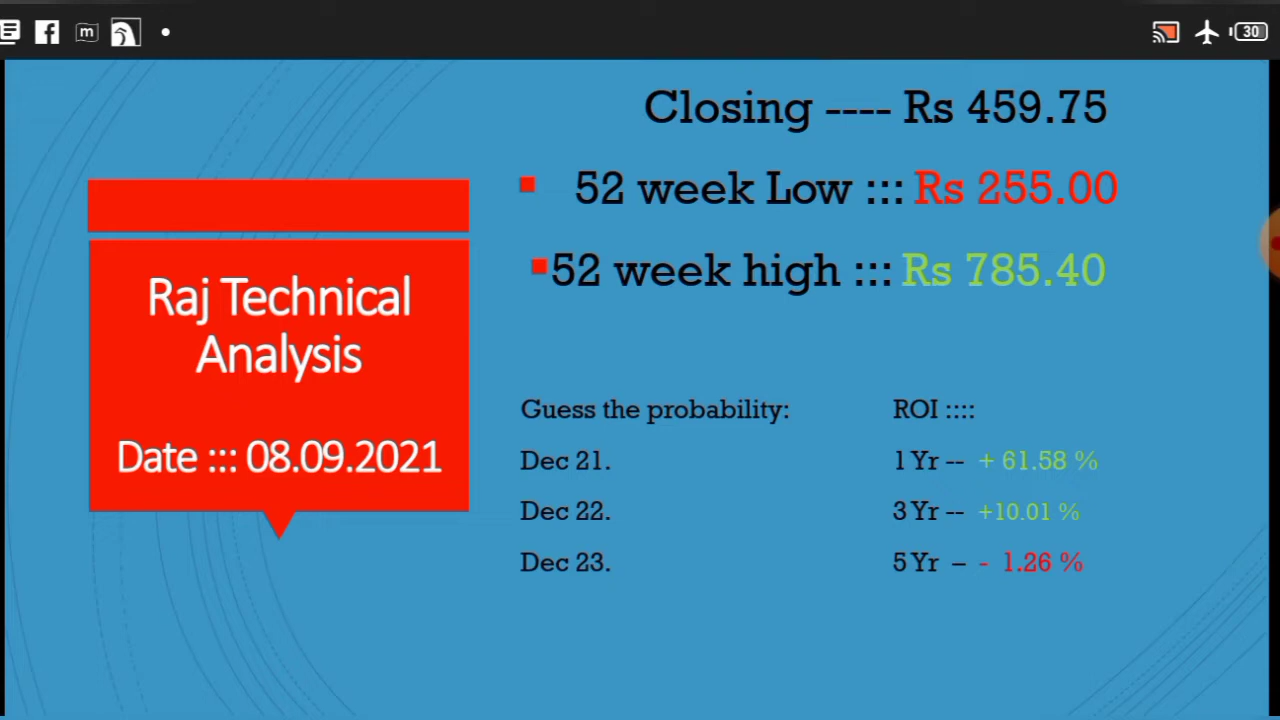 30
Closing ---- Rs 459.75
52 week Low ::: Rs 255.00
52 week high ::: Rs 785.40
Raj Technical
Analysis
Date ::: 08.09.2021
Guess the probability:
Dec 21.
Dec 22.
Dec 23.
ROI ::::
1 Yr -- + 61.58 %
3 Yr -- +10.01 %
5 Yr – - 1.26 %